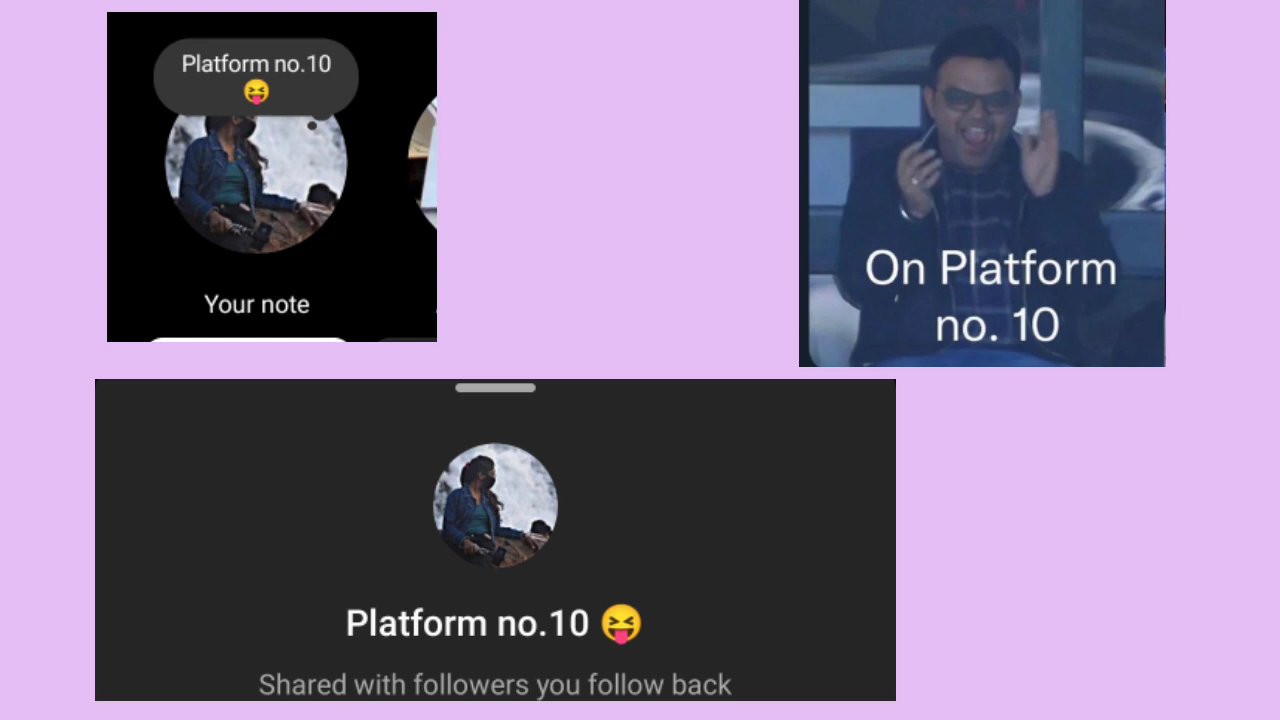 Platform no.10
😝
Your note
On Platform
no. 10
Platform no.10 😝
Shared with followers you follow back